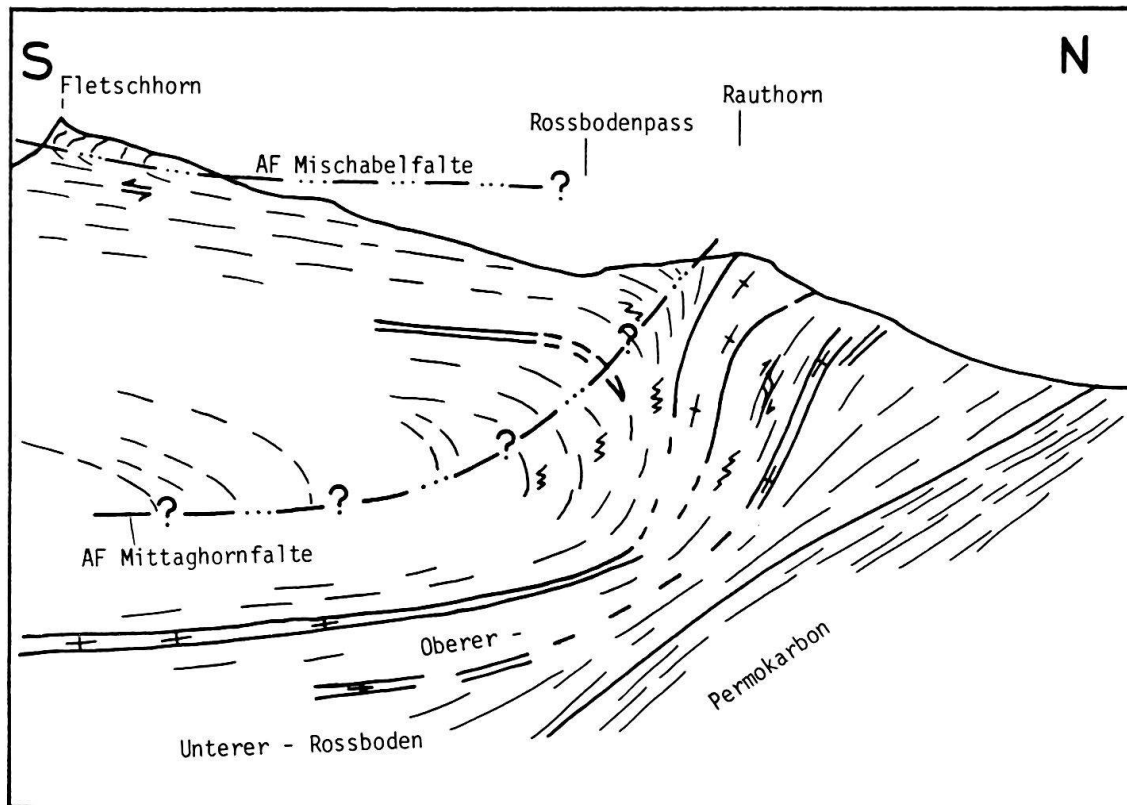 S
N
Fletschhorn
Rauthorn
Rossbodenpass
AF Mischabelfalte
?
?
?
?
?
AF Mittaghornfalte
Oberer -
Permokarbon
Unterer - Rossboden